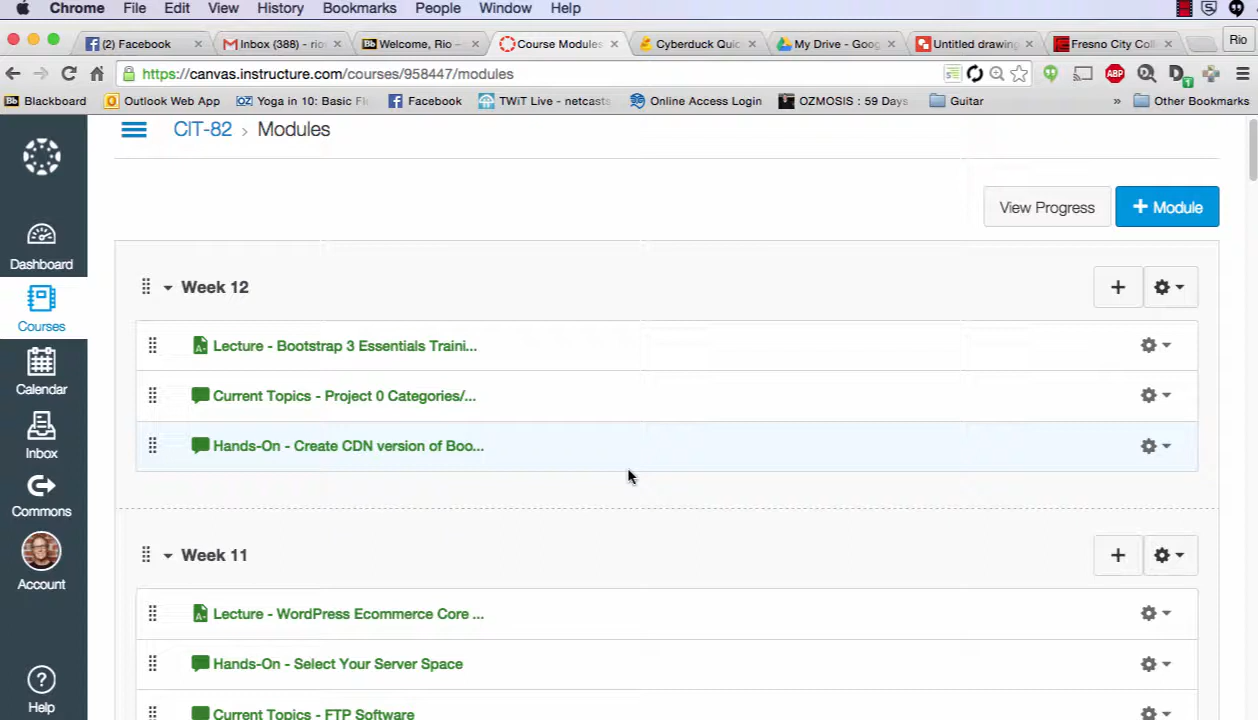 Chrome File Edit View History Bookmarks People Window Help
(2) Facebook Inbox (388) - rio Welcome, Rio – Course Modules Cyberduck Quic My Drive - Goog Untitled drawing Fresno City Coll Rio
https://canvas.instructure.com/courses/958447/modules
Blackboard Outlook Web App Yoga in 10: Basic Fl Facebook TWiT Live - netcasts Online Access Login OZMOSIS : 59 Days Guitar » Other Bookmarks
CIT-82 > Modules
View Progress + Module
Dashboard
Courses
Calendar
Inbox
Commons
Account
Help
Week 12
Lecture - Bootstrap 3 Essentials Traini...
Current Topics - Project 0 Categories/...
Hands-On - Create CDN version of Boo...
Week 11
Lecture - WordPress Ecommerce Core ...
Hands-On - Select Your Server Space
Current Topics - FTP Software